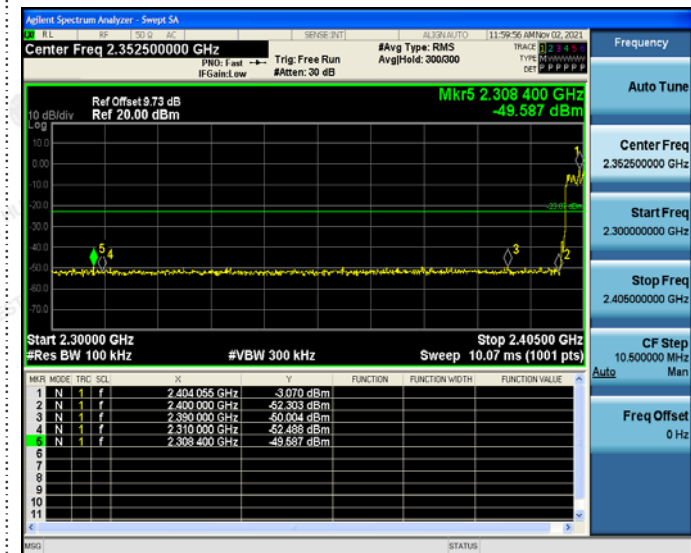 Agilent Spectrum Analyzer - Swept SA
RL RF 50 Ω AC SENSE:INT ALIGN AUTO 11:59:56 AM Nov 02, 2021
Center Freq 2.352500000 GHz
PNO: Fast
IFGain:Low
Trig: Free Run
#Atten: 30 dB
#Avg Type: RMS
Avg|Hold: 300/300
TRACE 1 2 3 4 5 6
TYPE M
DET P P P P P P
Ref Offset 9.73 dB
10 dB/div Ref 20.00 dBm
Log
Mkr5 2.308 400 GHz
-49.587 dBm
10.0
0.00
-10.0
-20.0
-30.0
-40.0
-50.0
-60.0
-70.0
1
5
4
3
2
Start 2.30000 GHz Stop 2.40500 GHz
#Res BW 100 kHz #VBW 300 kHz Sweep 10.07 ms (1001 pts)
MKR MODE TRC SCL X Y FUNCTION FUNCTION WIDTH FUNCTION VALUE
1 N 1 f 2.404 055 GHz -3.070 dBm
2 N 1 f 2.400 000 GHz -52.303 dBm
3 N 1 f 2.390 000 GHz -50.004 dBm
4 N 1 f 2.310 000 GHz -52.488 dBm
5 N 1 f 2.308 400 GHz -49.587 dBm
6
7
8
9
10
11
MSG STATUS
Frequency
Auto Tune
Center Freq
2.352500000 GHz
Start Freq
2.300000000 GHz
Stop Freq
2.405000000 GHz
CF Step
10.500000 MHz
Auto Man
Freq Offset
0 Hz